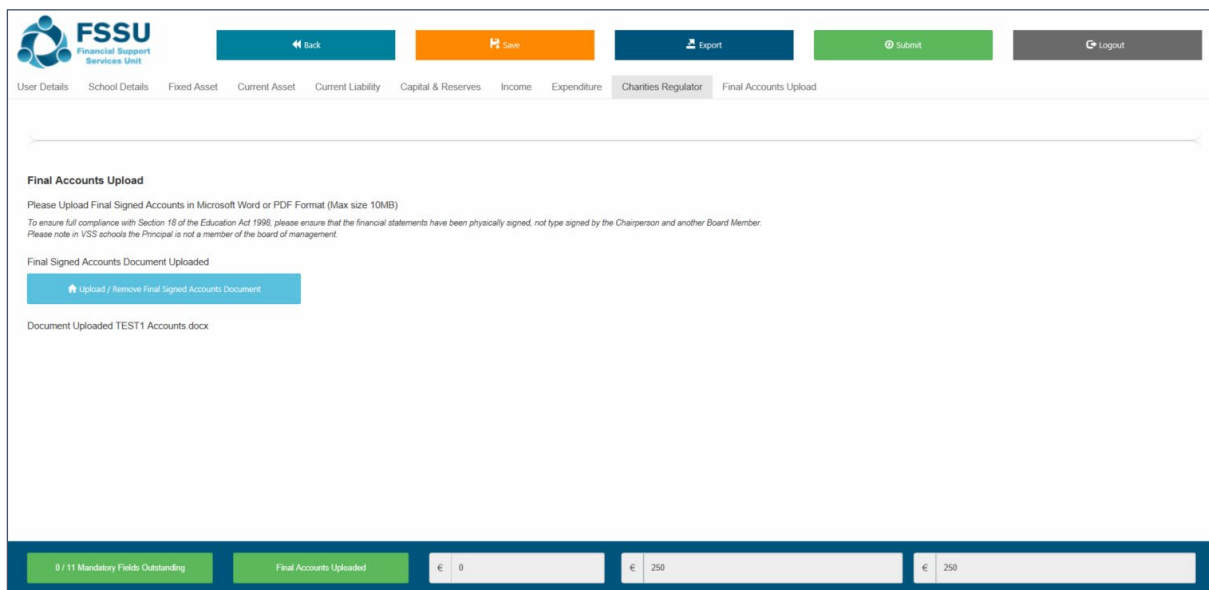 FSSU
Financial Support
Services Unit
Back
Save
Export
Submit
Logout
User Details
School Details
Fixed Asset
Current Asset
Current Liability
Capital & Reserves
Income
Expenditure
Charities Regulator
Final Accounts Upload
Final Accounts Upload
Please Upload Final Signed Accounts in Microsoft Word or PDF Format (Max size 10MB)
To ensure full compliance with Section 18 of the Education Act 1998, please ensure that the financial statements have been physically signed, not type signed by the Chairperson and another Board Member.
Please note in VSS schools the Principal is not a member of the board of management.
Final Signed Accounts Document Uploaded
Upload / Remove Final Signed Accounts Document
Document Uploaded TEST1 Accounts.docx
0 / 11 Mandatory Fields Outstanding
Final Accounts Uploaded
€ 0
€ 250
€ 250